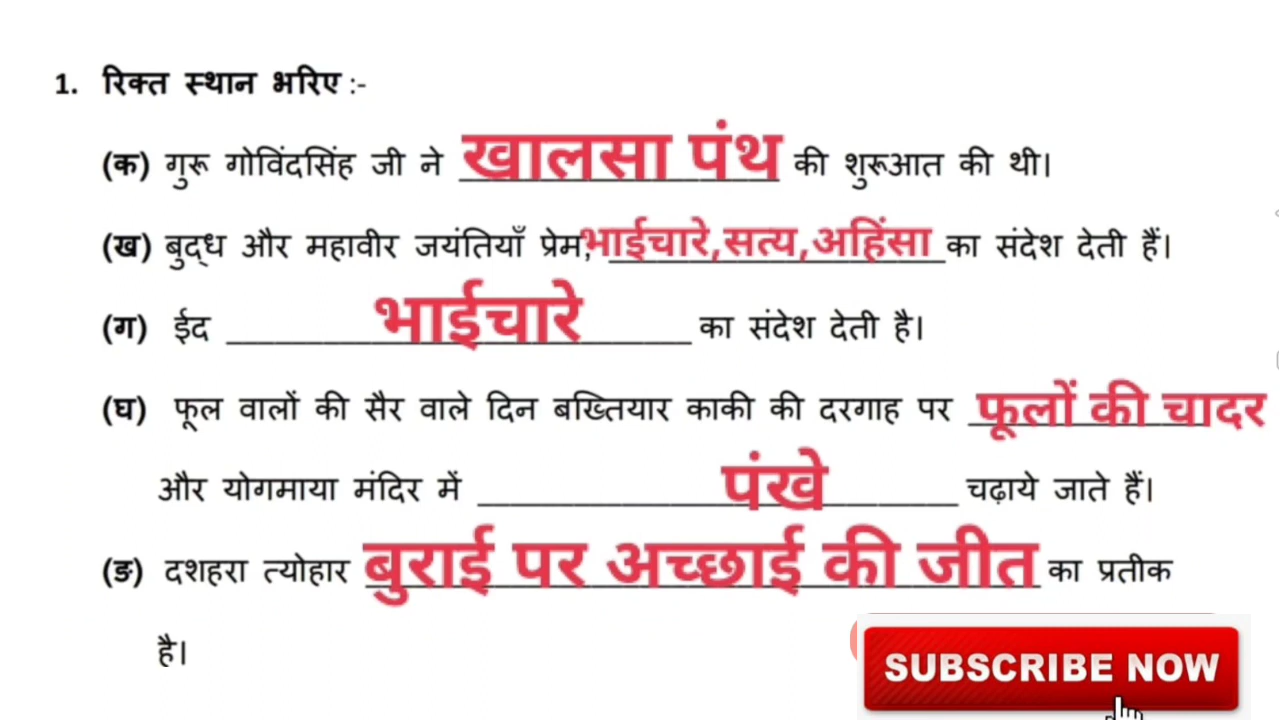 1. रिक्त स्थान भरिए :-
(क) गुरू गोविंदसिंह जी ने खालसा पंथ की शुरूआत की थी।
(ख) बुद्ध और महावीर जयंतियाँ प्रेम, भाईचारे,सत्य,अहिंसा का संदेश देती हैं।
(ग) ईद भाईचारे का संदेश देती है।
(घ) फूल वालों की सैर वाले दिन बख्तियार काकी की दरगाह पर फूलों की चादर
और योगमाया मंदिर में पंखे चढ़ाये जाते हैं।
(ङ) दशहरा त्योहार बुराई पर अच्छाई की जीत का प्रतीक
है।
SUBSCRIBE NOW